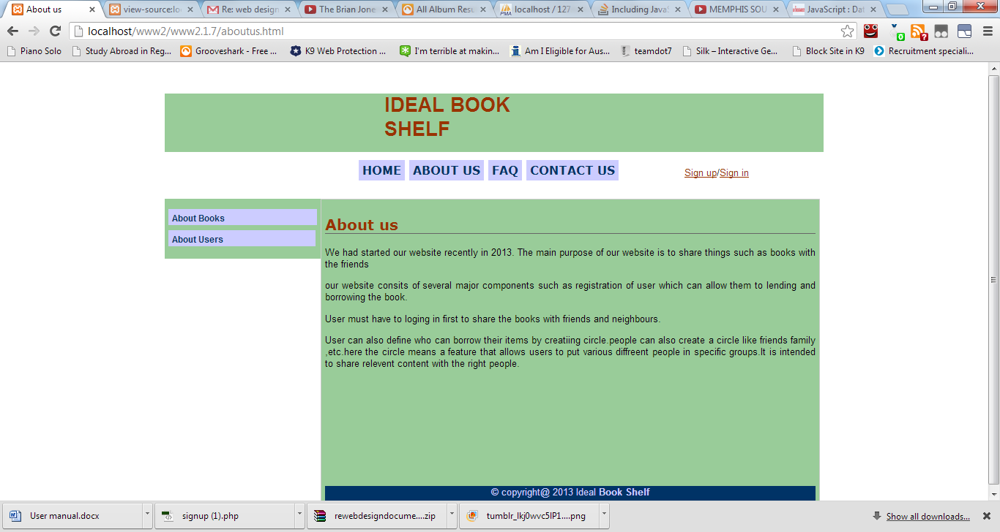 About us
view-source:lo
Re: web design
The Brian Jone
All Album Resu
localhost / 127
Including JavaS
MEMPHIS SOU
JavaScript : Dat
localhost/www2/www2.1.7/aboutus.html
Piano Solo
Study Abroad in Reg...
Grooveshark - Free ...
K9 Web Protection ...
I'm terrible at makin...
Am I Eligible for Aus...
teamdot7
Silk – Interactive Ge...
Block Site in K9
Recruitment speciali...
IDEAL BOOK
SHELF
HOME ABOUT US FAQ CONTACT US
Sign up/Sign in
About Books
About Users
About us
We had started our website recently in 2013. The main purpose of our website is to share things such as books with
the friends
our website consits of several major components such as registration of user which can allow them to lending and
borrowing the book.
User must have to loging in first to share the books with friends and neighbours.
User can also define who can borrow their items by creatiing circle.people can also create a circle like friends family
,etc.here the circle means a feature that allows users to put various diffreent people in specific groups.It is intended
to share relevent content with the right people.
© copyright@ 2013 Ideal Book Shelf
User manual.docx
signup (1).php
rewebdesigndocume....zip
tumblr_lkj0wvc5lP1....png
Show all downloads...